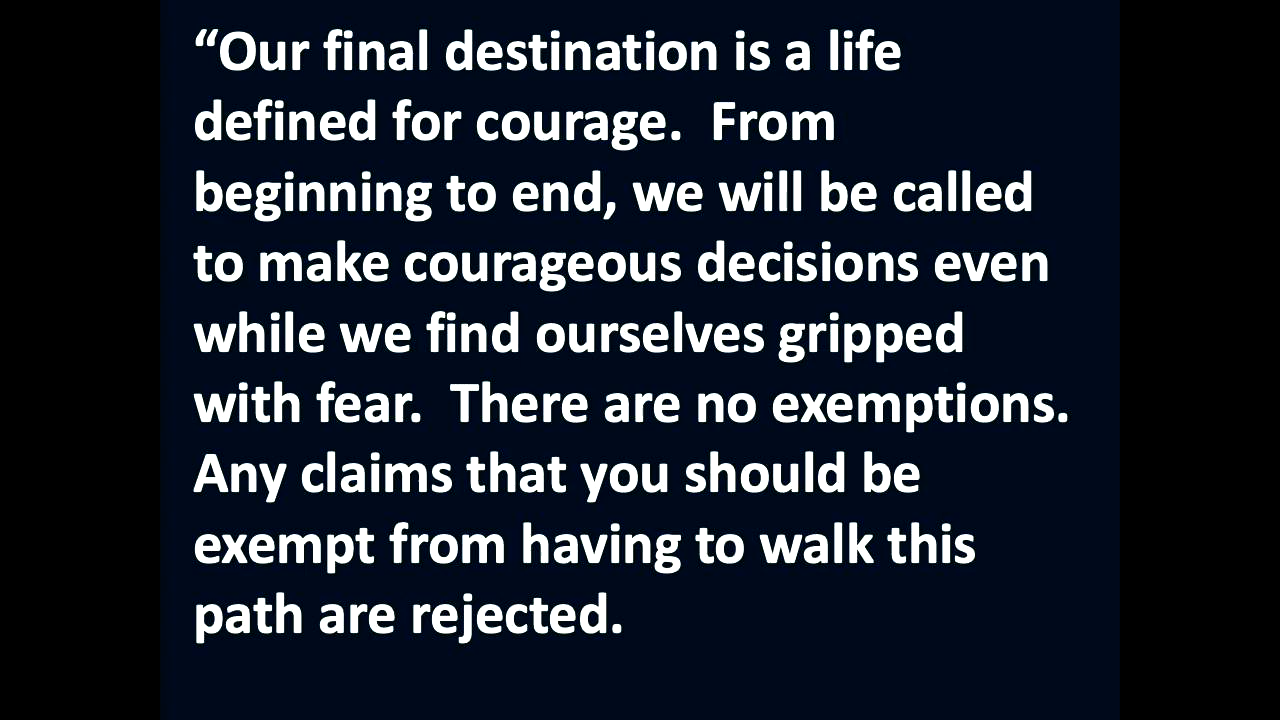 “Our final destination is a life
defined for courage.  From
beginning to end, we will be called
to make courageous decisions even
while we find ourselves gripped
with fear.  There are no exemptions.
Any claims that you should be
exempt from having to walk this
path are rejected.